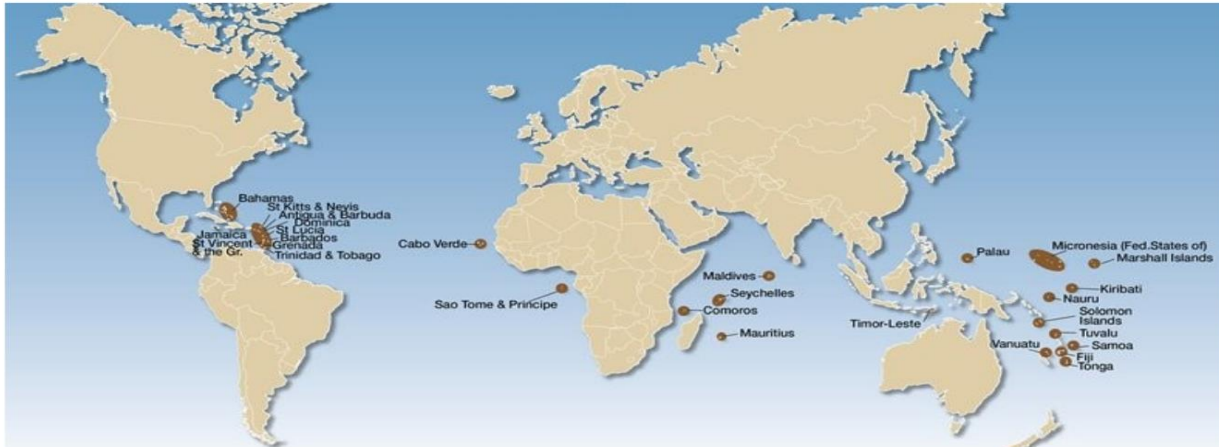 Bahamas
St Kitts & Nevis
Antigua & Barbuda
Dominica
St Lucia
Barbados
Grenada
Trinidad & Tobago
Jamaica
St Vincent
& the Gr.
Cabo Verde
Sao Tome & Principe
Maldives
Seychelles
Comoros
Mauritius
Timor-Leste
Palau
Micronesia (Fed.States of)
Marshall Islands
Kiribati
Nauru
Solomon
Islands
Tuvalu
Samoa
Vanuatu
Fiji
Tonga